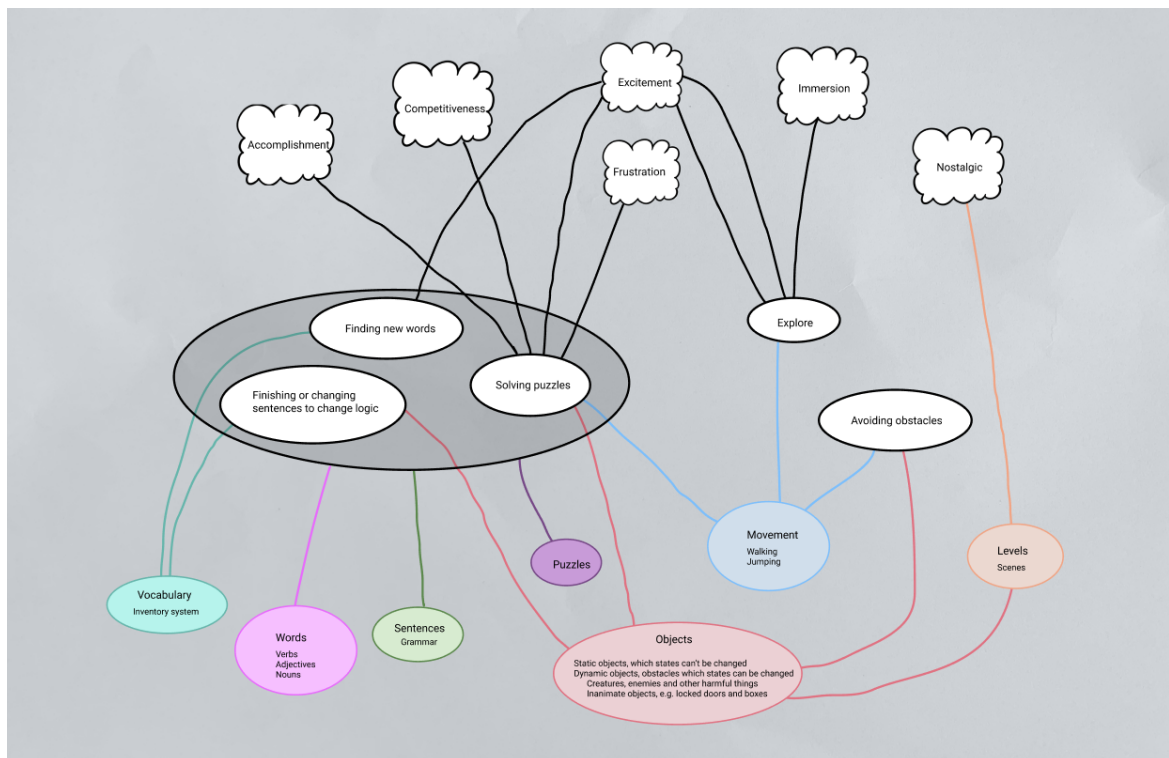 Excitement
Immersion
Competitiveness
Accomplishment
Frustration
Nostalgic
Finding new words
Explore
Solving puzzles
Finishing or changing
sentences to change logic
Avoiding obstacles
Movement
Walking
Jumping
Levels
Scenes
Puzzles
Vocabulary
Inventory system
Words
Verbs
Adjectives
Nouns
Sentences
Grammar
Objects
Static objects, which states can't be changed
Dynamic objects, obstacles which states can be changed
Creatures, enemies and other harmful things
Inanimate objects, e.g. locked doors and boxes